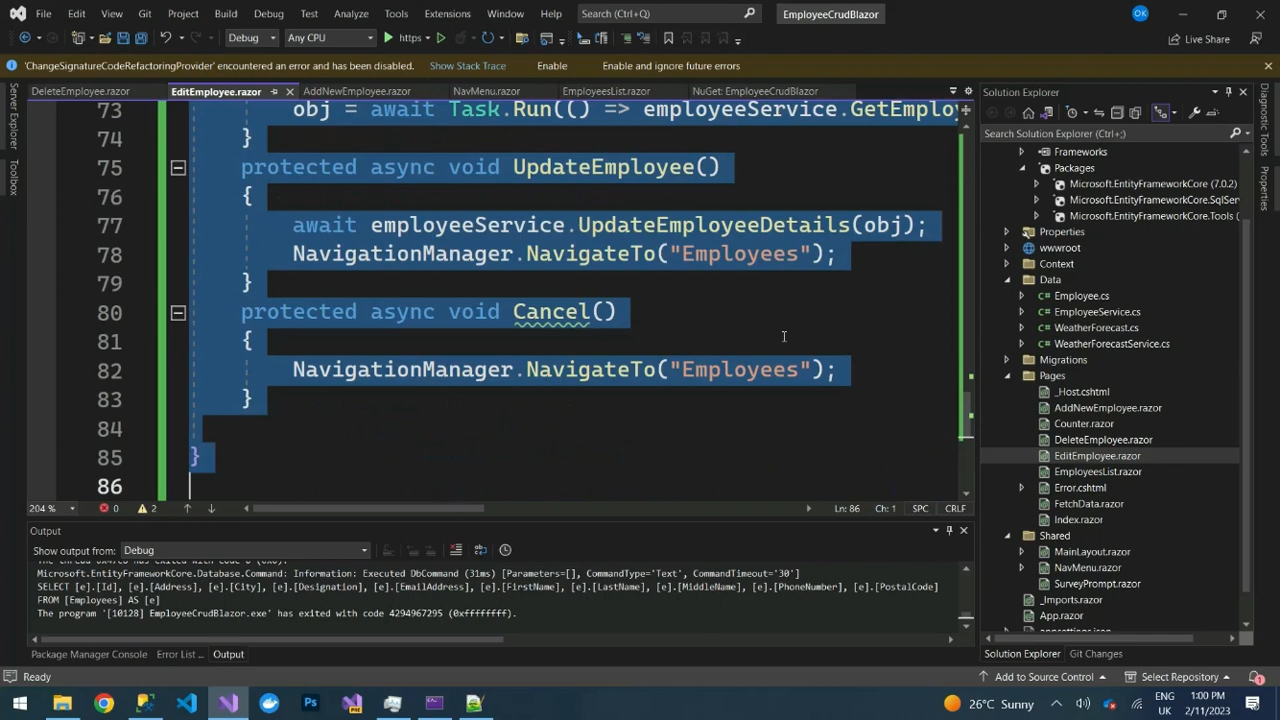 File Edit View Git Project Build Debug Test Analyze Tools Extensions Window Help Search (Ctrl+Q) EmployeeCrudBlazor OK
Debug Any CPU https Live Share
'ChangeSignatureCodeRefactoringProvider' encountered an error and has been disabled. Show Stack Trace Enable Enable and ignore future errors
Server Explorer
Toolbox
DeleteEmployee.razor EditEmployee.razor AddNewEmployee.razor NavMenu.razor EmployeesList.razor NuGet: EmployeeCrudBlazor
73 obj = await Task.Run(() => employeeService.GetEmploy
74 }
75 protected async void UpdateEmployee()
76 {
77 await employeeService.UpdateEmployeeDetails(obj);
78 NavigationManager.NavigateTo("Employees");
79 }
80 protected async void Cancel()
81 {
82 NavigationManager.NavigateTo("Employees");
83 }
84
85 }
86
204 % 0 2 Ln: 86 Ch: 1 SPC CRLF
Output
Show output from: Debug
Microsoft.EntityFrameworkCore.Database.Command: Information: Executed DbCommand (31ms) [Parameters=[], CommandType='Text', CommandTimeout='30']
SELECT [e].[Id], [e].[Address], [e].[City], [e].[Designation], [e].[EmailAddress], [e].[FirstName], [e].[LastName], [e].[MiddleName], [e].[PhoneNumber], [e].[PostalCode]
FROM [Employees] AS [e]
The program '[10128] EmployeeCrudBlazor.exe' has exited with code 4294967295 (0xffffffff).
Package Manager Console Error List ... Output
Solution Explorer
Search Solution Explorer (Ctrl+;)
Frameworks
Packages
Microsoft.EntityFrameworkCore (7.0.2)
Microsoft.EntityFrameworkCore.SqlSer
Microsoft.EntityFrameworkCore.Tools (
Properties
wwwroot
Context
Data
Employee.cs
EmployeeService.cs
WeatherForecast.cs
WeatherForecastService.cs
Migrations
Pages
_Host.cshtml
AddNewEmployee.razor
Counter.razor
DeleteEmployee.razor
EditEmployee.razor
EmployeesList.razor
Error.cshtml
FetchData.razor
Index.razor
Shared
MainLayout.razor
NavMenu.razor
SurveyPrompt.razor
_Imports.razor
App.razor
Solution Explorer Git Changes
Diagnostic Tools
Properties
Ready Add to Source Control Select Repository 1
Ps 26°C Sunny ENG 1:00 PM
UK 2/11/2023